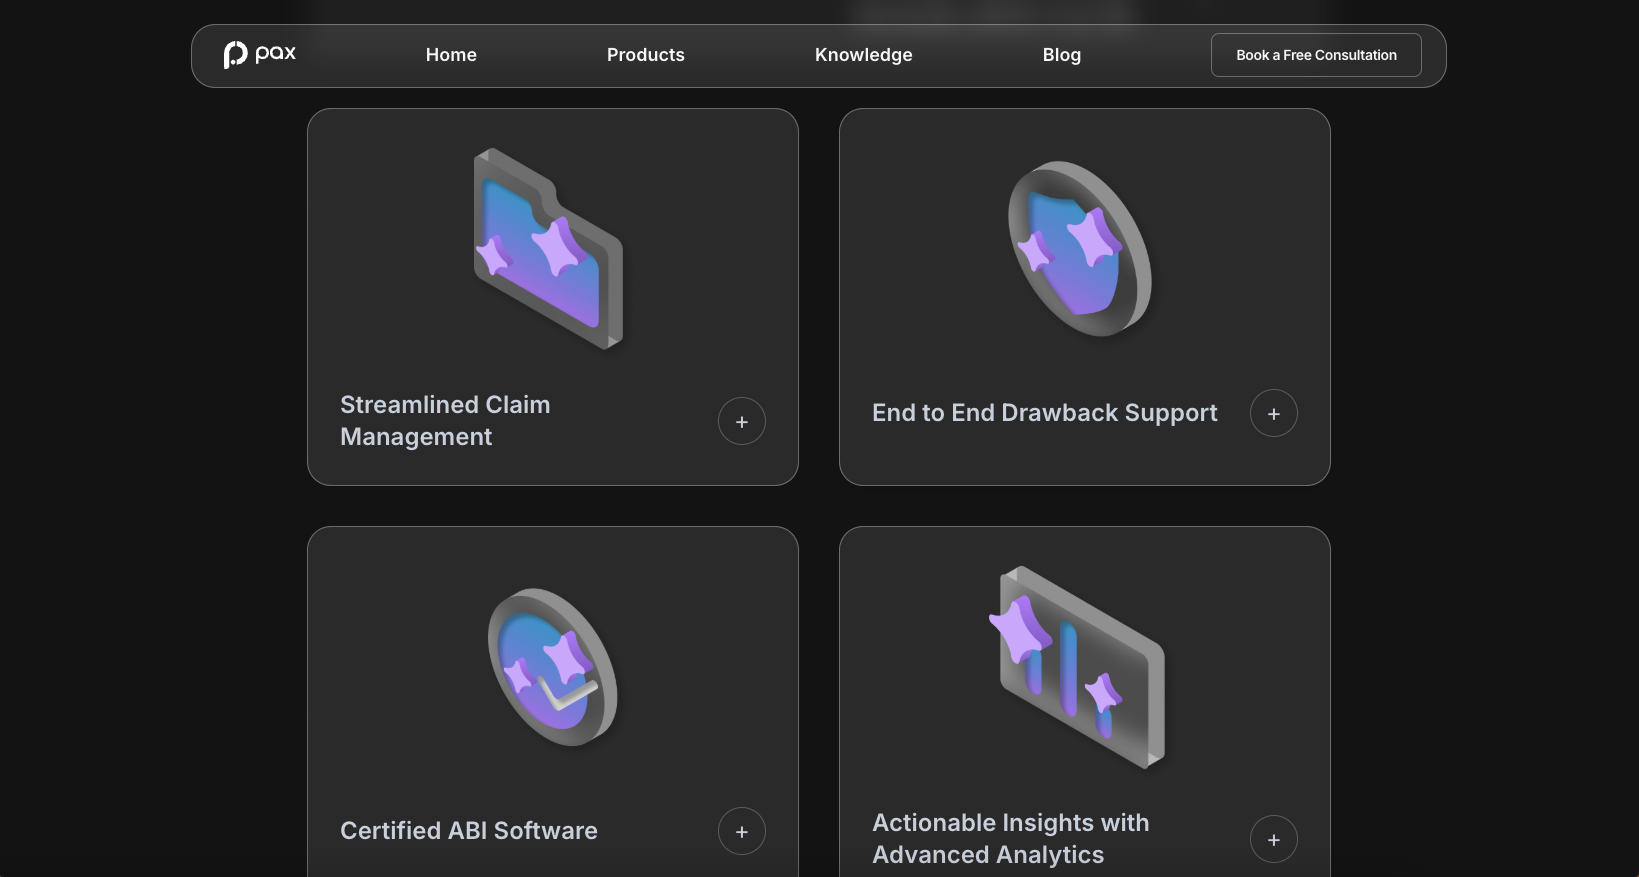 pax
Home
Products
Knowledge
Blog
Book a Free Consultation
Streamlined Claim
Management
+
End to End Drawback Support
+
Certified ABI Software
+
Actionable Insights with
Advanced Analytics
+